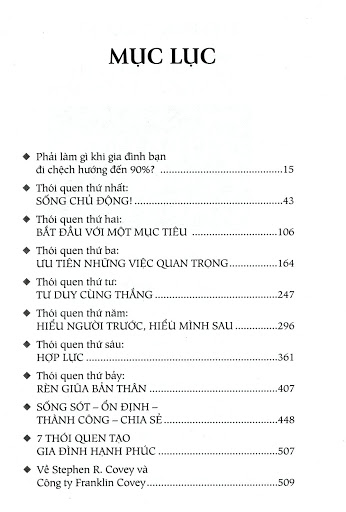 MỤC LỤC
◆ Phải làm gì khi gia đình bạn
đi chệch hướng đến 90%? ...............................15
◆ Thói quen thứ nhất:
SỐNG CHỦ ĐỘNG! ......................................43
◆ Thói quen thứ hai:
BẮT ĐẦU VỚI MỘT MỤC TIÊU ......................106
◆ Thói quen thứ ba:
ƯU TIÊN NHỮNG VIỆC QUAN TRỌNG............164
◆ Thói quen thứ tư:
TƯ DUY CÙNG THẮNG ................................247
◆ Thói quen thứ năm:
HIỂU NGƯỜI TRƯỚC, HIỂU MÌNH SAU ...........296
◆ Thói quen thứ sáu:
HỢP LỰC ..................................................361
◆ Thói quen thứ bảy:
RÈN GIŨA BẢN THÂN .................................407
◆ SỐNG SÓT – ỔN ĐỊNH –
THÀNH CÔNG – CHIA SẺ .............................448
◆ 7 THÓI QUEN TẠO
GIA ĐÌNH HẠNH PHÚC ................................507
◆ Về Stephen R. Covey và
Công ty Franklin Covey..................................509